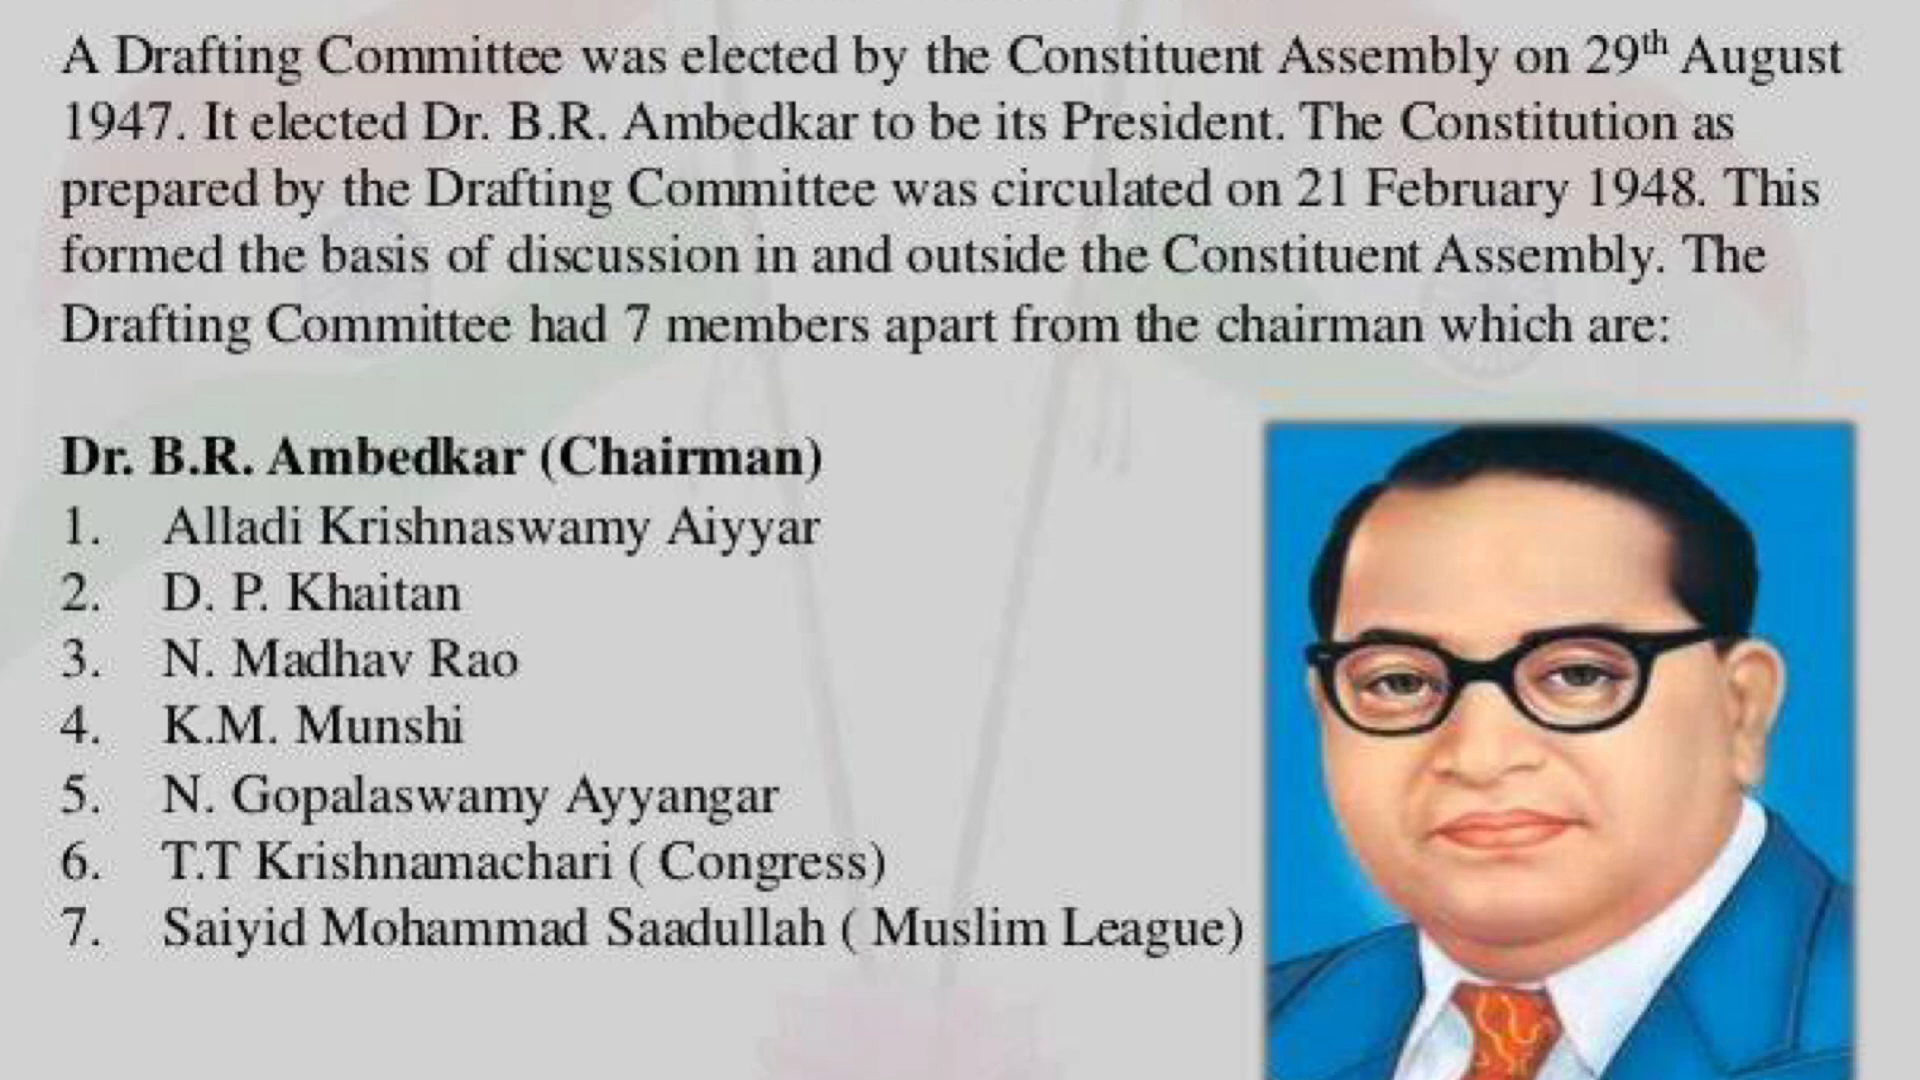 A Drafting Committee was elected by the Constituent Assembly on 29th August
1947. It elected Dr. B.R. Ambedkar to be its President. The Constitution as
prepared by the Drafting Committee was circulated on 21 February 1948. This
formed the basis of discussion in and outside the Constituent Assembly. The
Drafting Committee had 7 members apart from the chairman which are:
Dr. B.R. Ambedkar (Chairman)
1. Alladi Krishnaswamy Aiyyar
2. D. P. Khaitan
3. N. Madhav Rao
4. K.M. Munshi
5. N. Gopalaswamy Ayyangar
6. T.T Krishnamachari ( Congress)
7. Saiyid Mohammad Saadullah ( Muslim League)